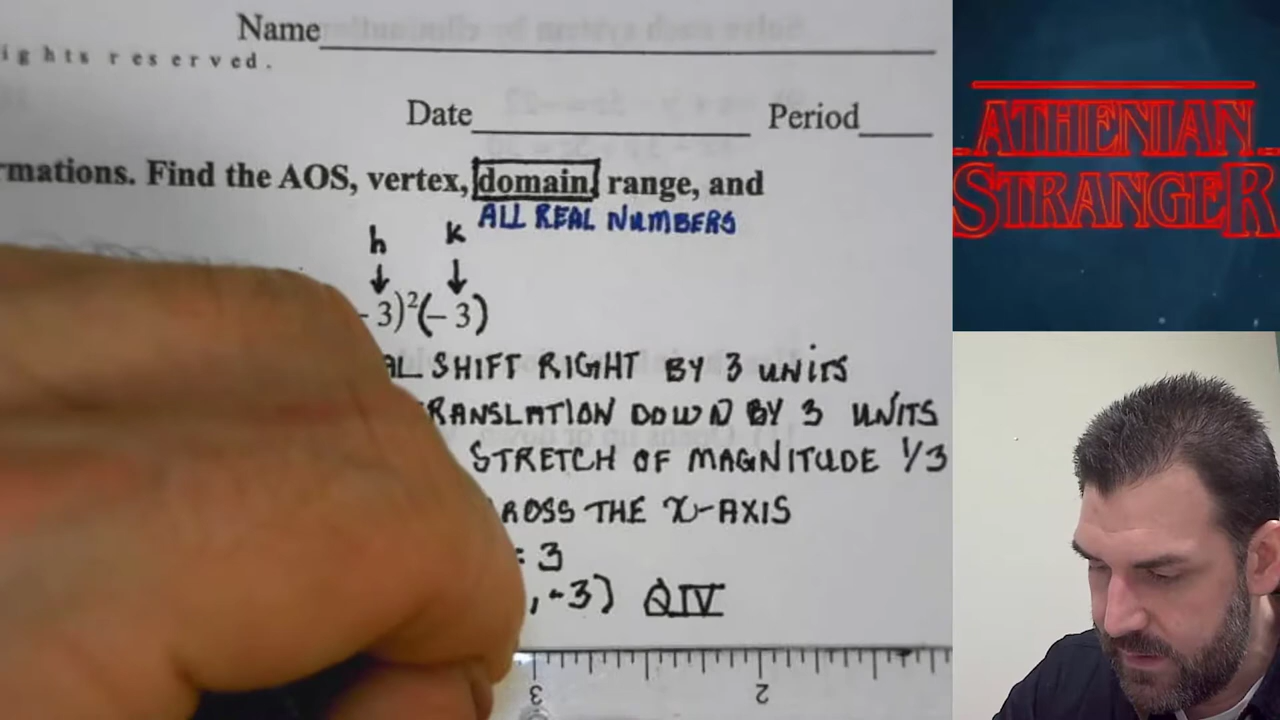 Name
ights reserved.
Date Period
rmations. Find the AOS, vertex, domain, range, and
ALL REAL NUMBERS
h k
- 3)²(- 3)
AL SHIFT RIGHT BY 3 UNITS
RANSLATION DOWN BY 3 UNITS
STRETCH OF MAGNITUDE 1/3
ROSS THE X-AXIS
= 3
, -3) QIV
3 2
ATHENIAN
STRANGER